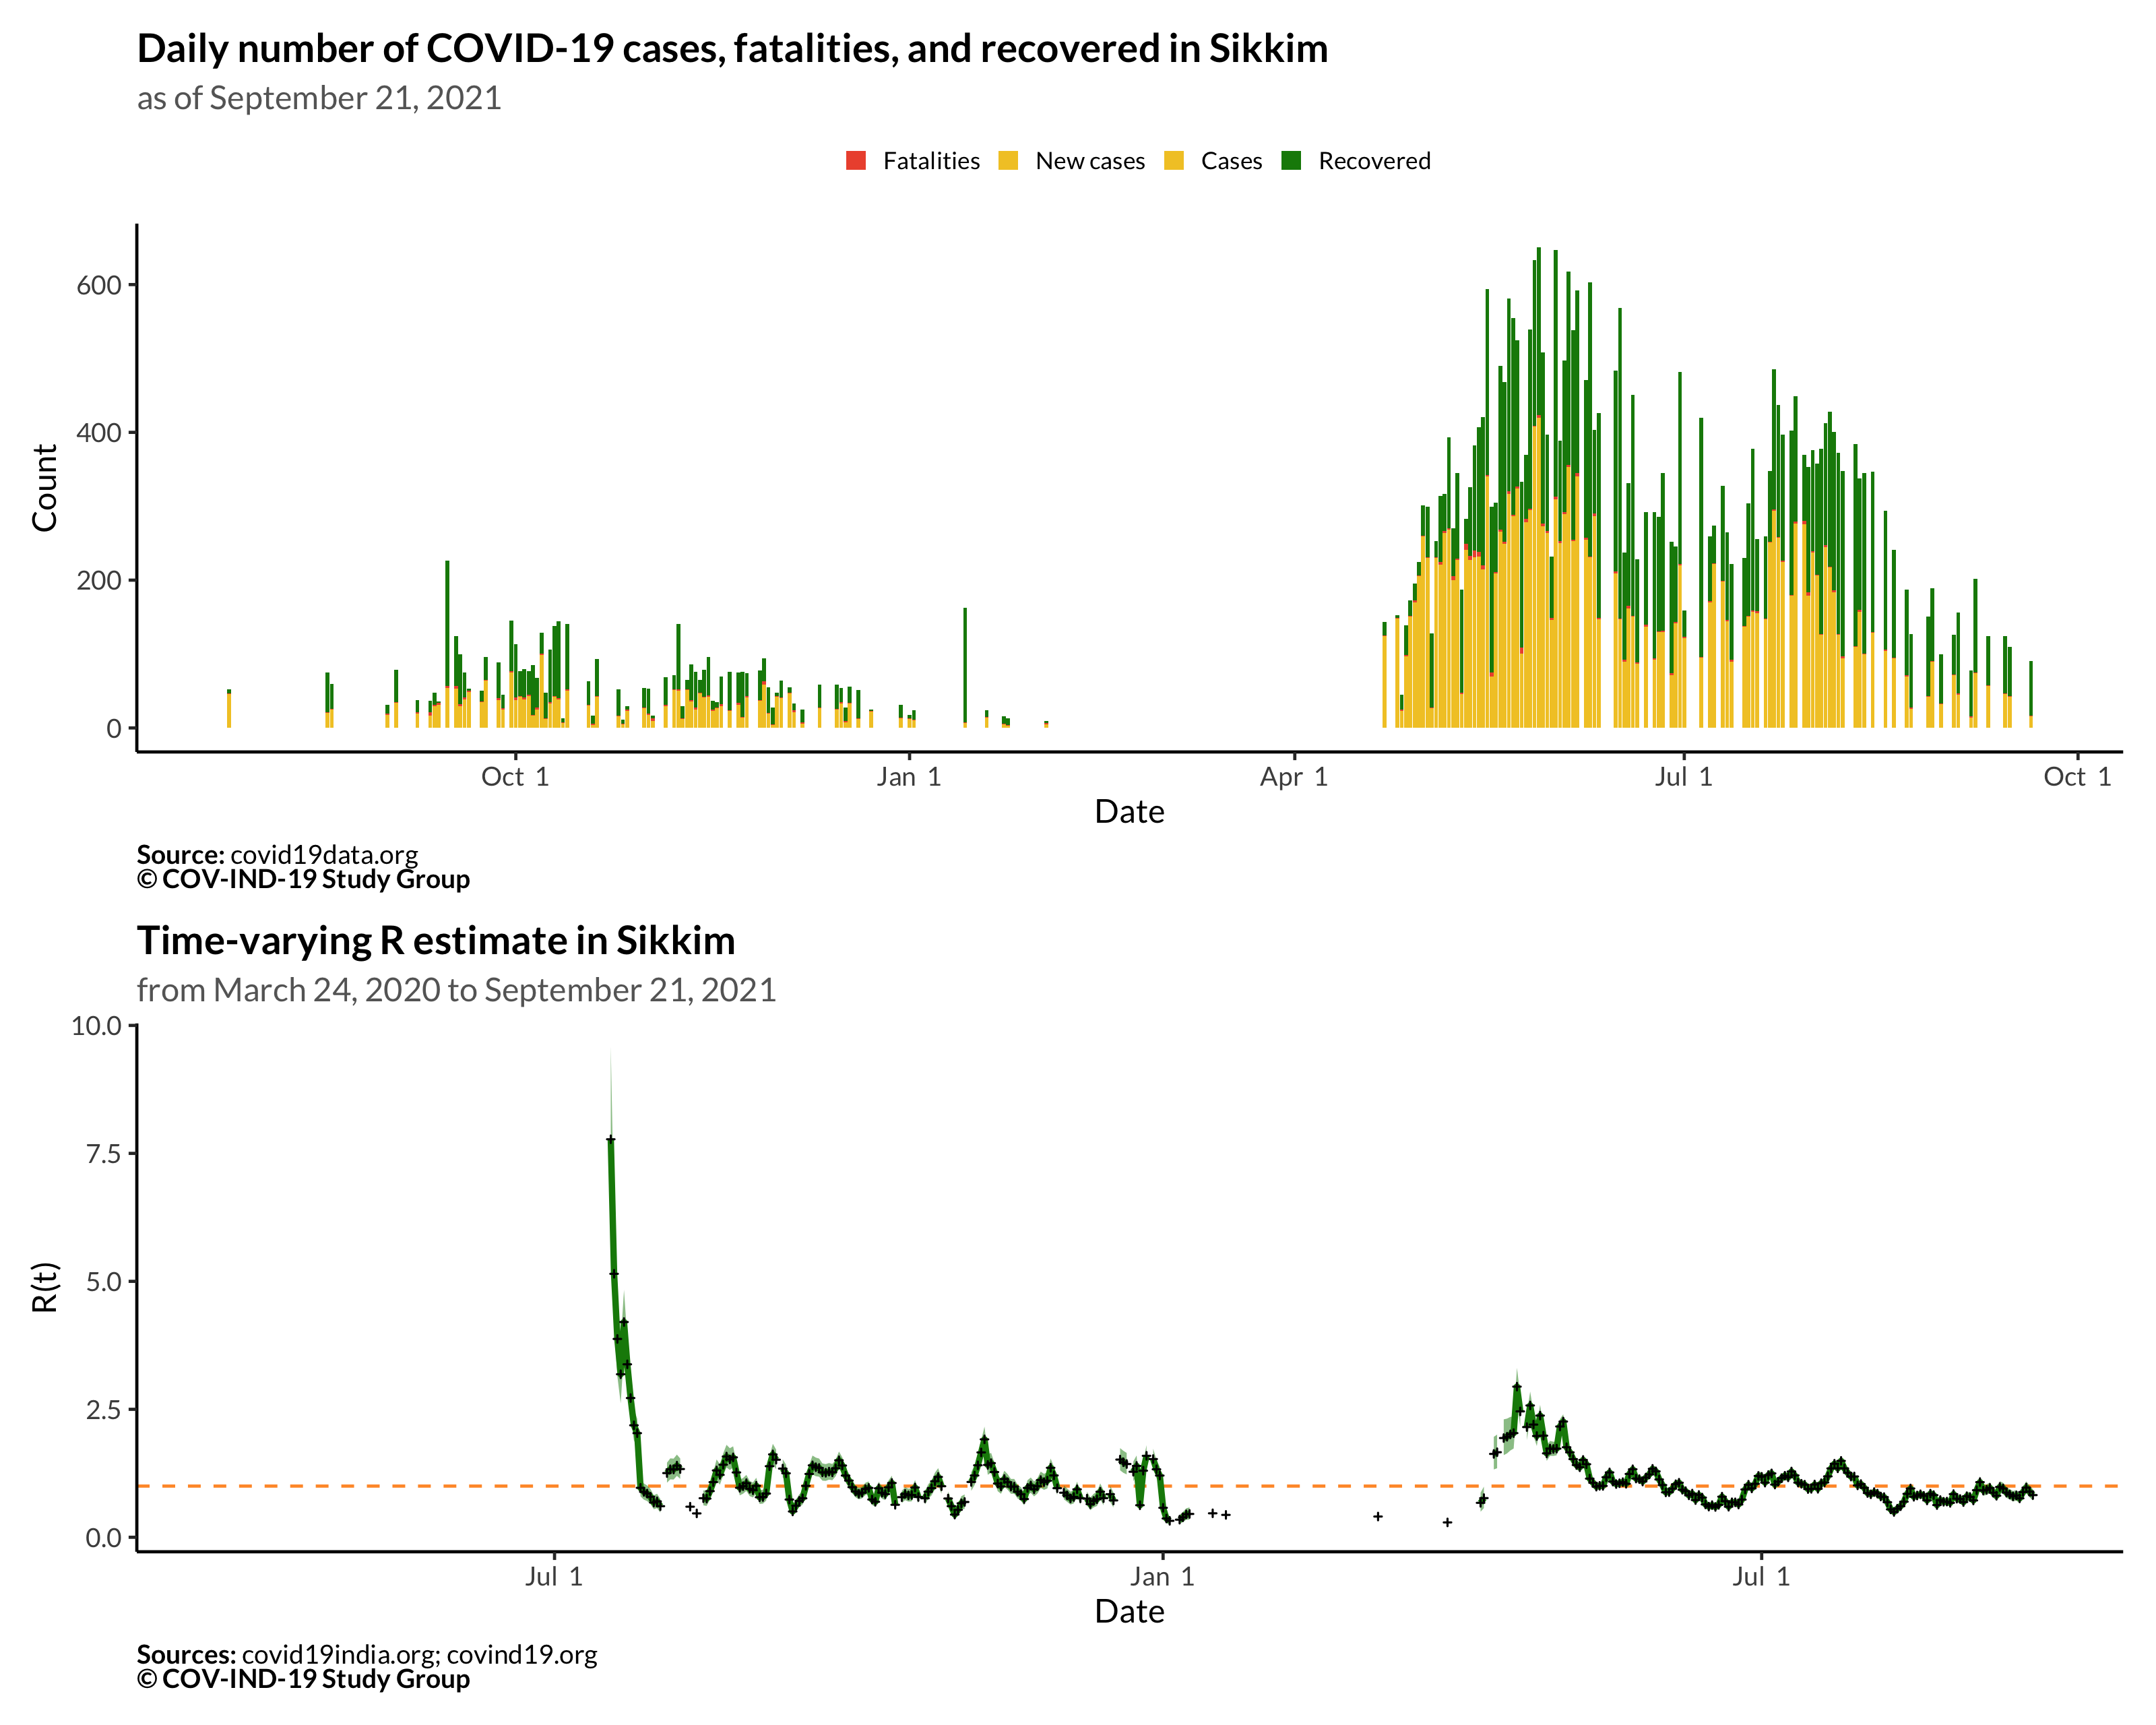 Daily number of COVID-19 cases, fatalities, and recovered in Sikkim
as of September 21, 2021
Fatalities New cases Cases Recovered
Count
600
400
200
0
Oct 1 Jan 1 Apr 1 Jul 1 Oct 1
Date
Source: covid19data.org
© COV-IND-19 Study Group
Time-varying R estimate in Sikkim
from March 24, 2020 to September 21, 2021
R(t)
10.0
7.5
5.0
2.5
0.0
Jul 1 Jan 1 Jul 1
Date
Sources: covid19india.org; covind19.org
© COV-IND-19 Study Group